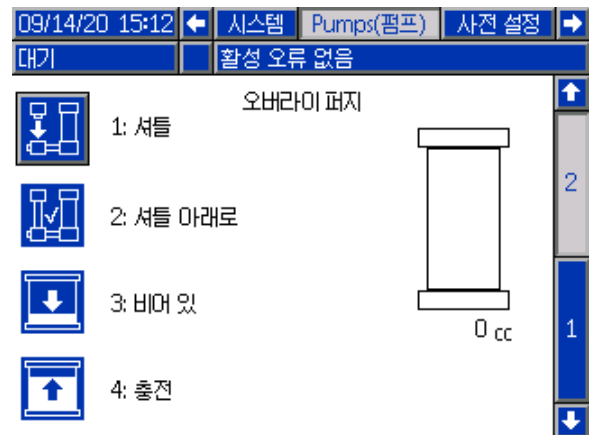 09/14/20 15:12 시스템 Pumps(펌프) 사전 설정
대기 활성 오류 없음
오버라이 퍼지
1: 셔틀
2: 셔틀 아래로
3: 비어 있
4: 충전
0 cc
2
1